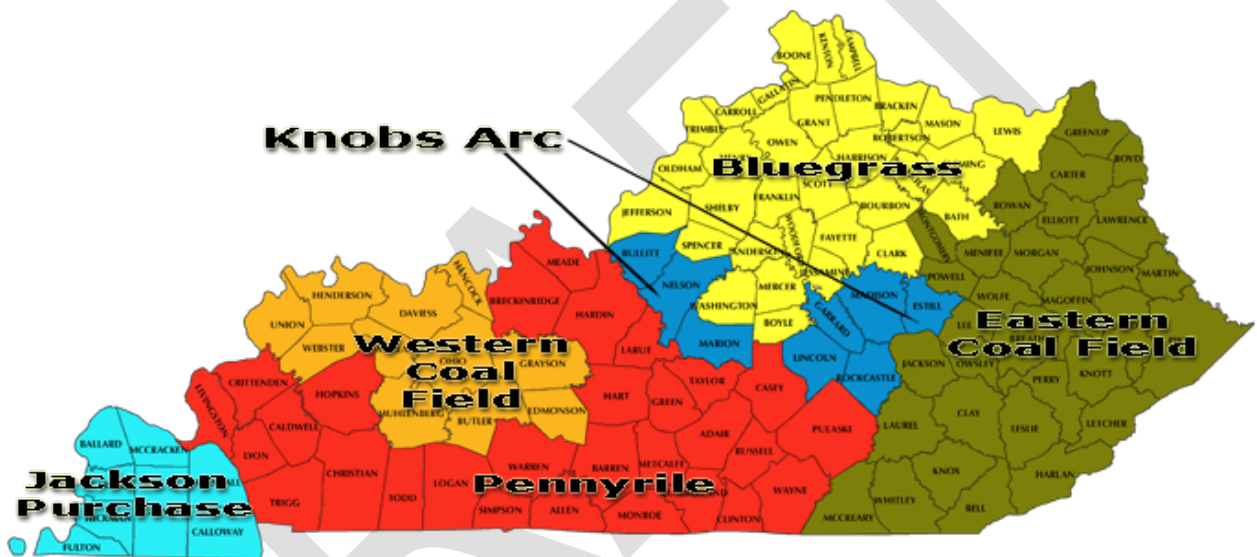 BOONE
KENTON
CAMPBELL
GALLATIN
PENDLETON
BRACKEN
CARROLL
GRANT
MASON
LEWIS
TRIMBLE
OWEN
ROBERTSON
GREENUP
Knobs Arc
HARRISON
BOYD
OLDHAM
Bluegrass
CARTER
SCOTT
FRANKLIN
ROWAN
JEFFERSON
SHELBY
BOURBON
BATH
ELLIOTT
LAWRENCE
WOODFORD
FAYETTE
MONTGOMERY
BULLITT
SPENCER
ANDERSON
CLARK
MENIFEE
MORGAN
MEADE
JOHNSON
MARTIN
NELSON
MERCER
MADISON
POWELL
HANCOCK
BRECKINRIDGE
WASHINGTON
ESTILL
WOLFE
MAGOFFIN
HENDERSON
DAVIESS
HARDIN
GARRARD
UNION
BOYLE
LEE
Eastern
Coal Field
WEBSTER
Western
Coal
Field
OHIO
GRAYSON
LARUE
MARION
LINCOLN
JACKSON
OWSLEY
ROCKCASTLE
PERRY
KNOTT
CRITTENDEN
HOPKINS
TAYLOR
CASEY
LIVINGSTON
HART
GREEN
MUHLENBERG
BUTLER
EDMONSON
CALDWELL
ADAIR
PULASKI
LAUREL
CLAY
LESLIE
LETCHER
BALLARD
MCCRACKEN
LYON
RUSSELL
Jackson
Purchase
CHRISTIAN
WARREN
BARREN
METCALFE
KNOX
HARLAN
TRIGG
TODD
LOGAN
Pennyrile
WAYNE
WHITLEY
SIMPSON
ALLEN
MONROE
CLINTON
MCCREARY
BELL
HICKMAN
CALLOWAY
FULTON